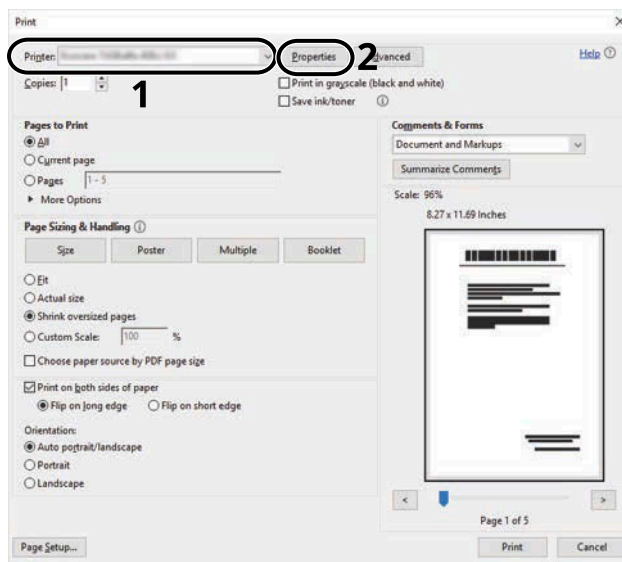 Print
Printer: Properties 2 dvanced Help
Copies: 1 1 Print in grayscale (black and white)
Save ink/toner
Pages to Print
All
Current page
Pages 1 - 5
More Options
Page Sizing & Handling
Size Poster Multiple Booklet
Fit
Actual size
Shrink oversized pages
Custom Scale: 100 %
Choose paper source by PDF page size
Print on both sides of paper
Flip on long edge Flip on short edge
Orientation:
Auto portrait/landscape
Portrait
Landscape
Comments & Forms
Document and Markups
Summarize Comments
Scale: 96%
8.27 x 11.69 Inches
< >
Page 1 of 5
Page Setup... Print Cancel